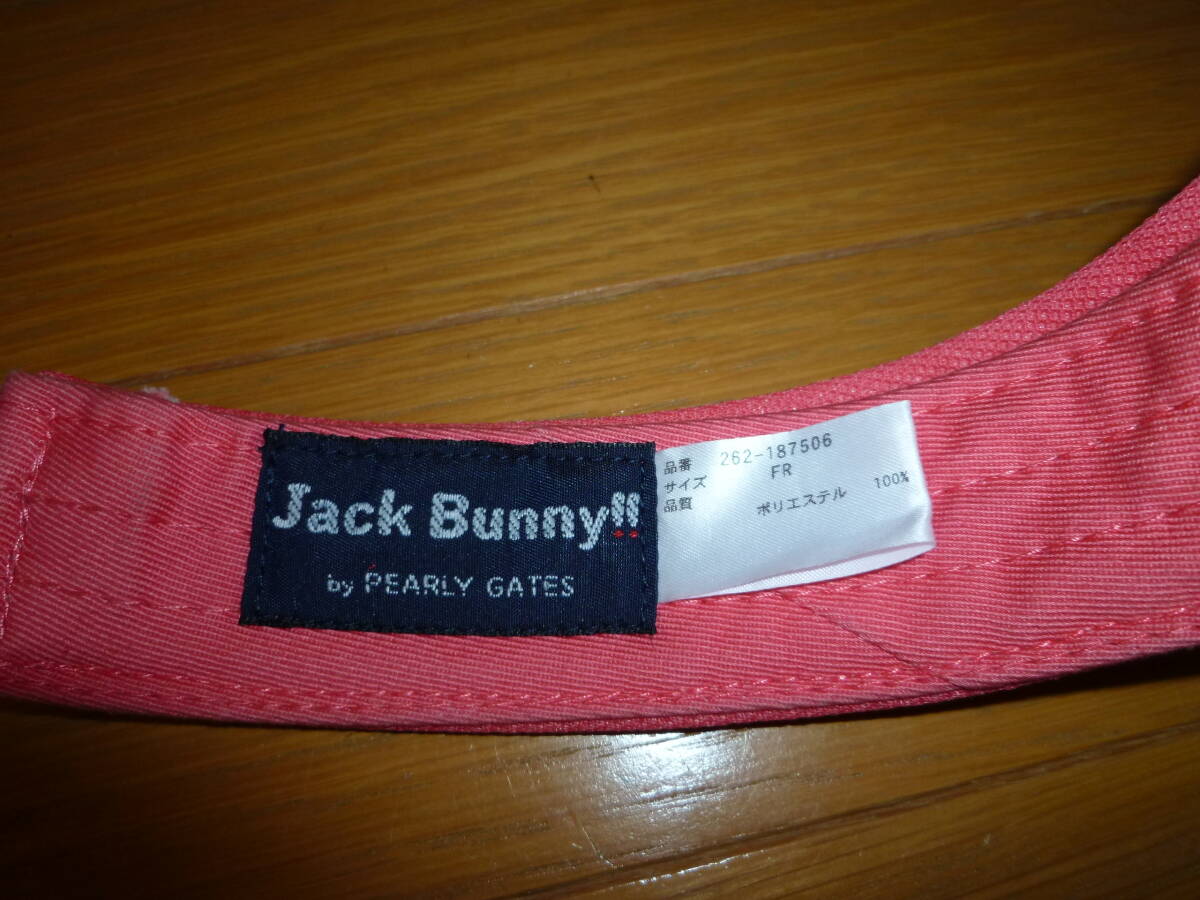 Jack Bunny!!
by PEARLY GATES
品番 262-187506
サイズ FR
品質 ポリエステル 100%